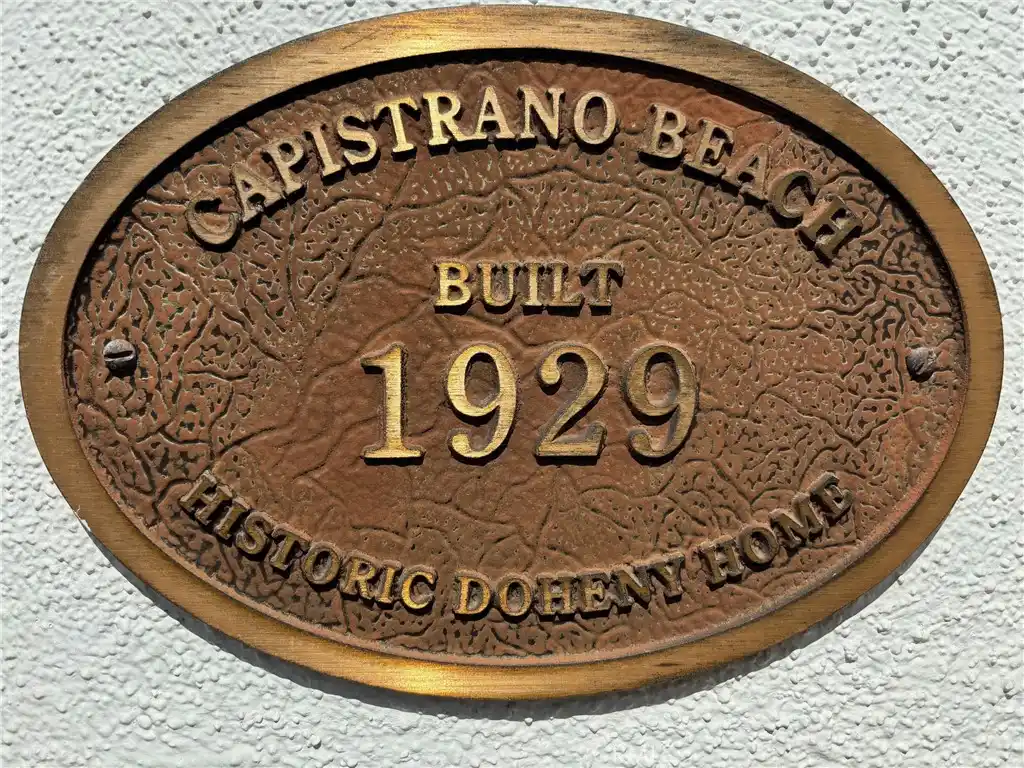 CAPISTRANO BEACH
BUILT
1929
HISTORIC DOHENY HOME